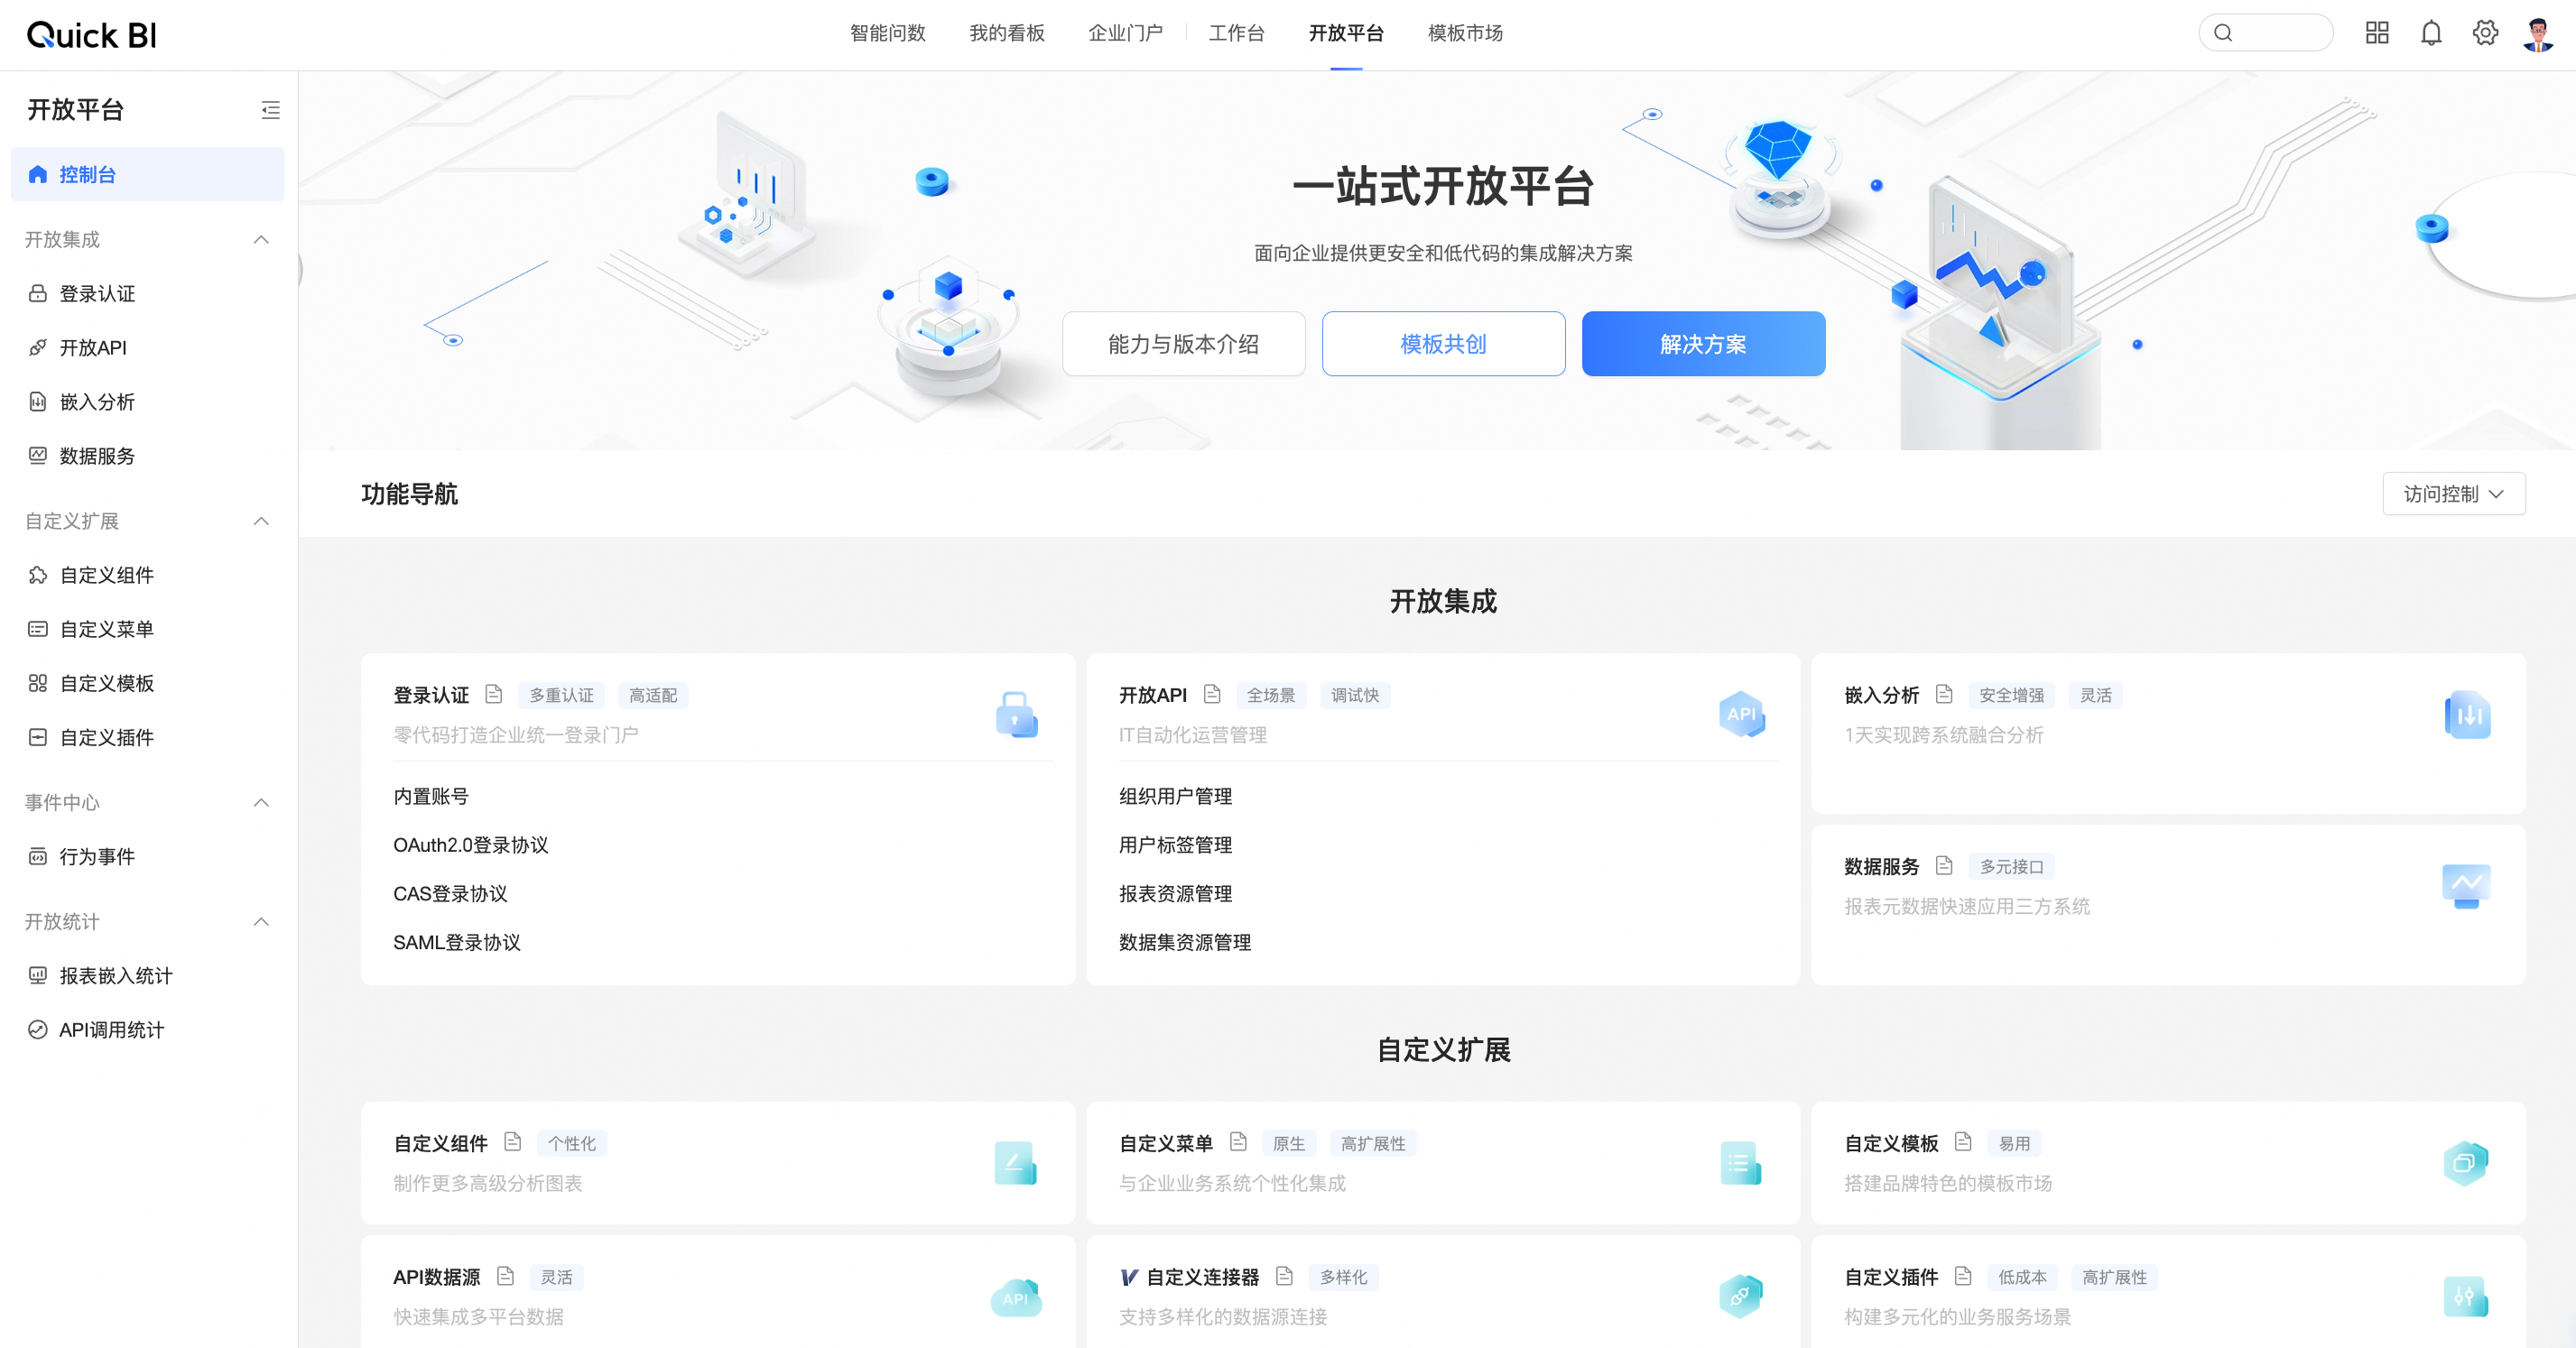 Quick BI
智能问数
我的看板
企业门户
工作台
开放平台
模板市场
开放平台
控制台
开放集成
登录认证
开放API
嵌入分析
数据服务
自定义扩展
自定义组件
自定义菜单
自定义模板
自定义插件
事件中心
行为事件
开放统计
报表嵌入统计
API调用统计
一站式开放平台
面向企业提供更安全和低代码的集成解决方案
能力与版本介绍
模板共创
解决方案
功能导航
访问控制
开放集成
登录认证 多重认证 高适配
零代码打造企业统一登录门户
内置账号
OAuth2.0登录协议
CAS登录协议
SAML登录协议
开放API 全场景 调试快
API
IT自动化运营管理
组织用户管理
用户标签管理
报表资源管理
数据集资源管理
嵌入分析 安全增强 灵活
1天实现跨系统融合分析
数据服务 多元接口
报表元数据快速应用三方系统
自定义扩展
自定义组件 个性化
制作更多高级分析图表
自定义菜单 原生 高扩展性
与企业业务系统个性化集成
自定义模板 易用
搭建品牌特色的模板市场
API数据源 灵活
API
快速集成多平台数据
自定义连接器 多样化
支持多样化的数据源连接
自定义插件 低成本 高扩展性
构建多元化的业务服务场景